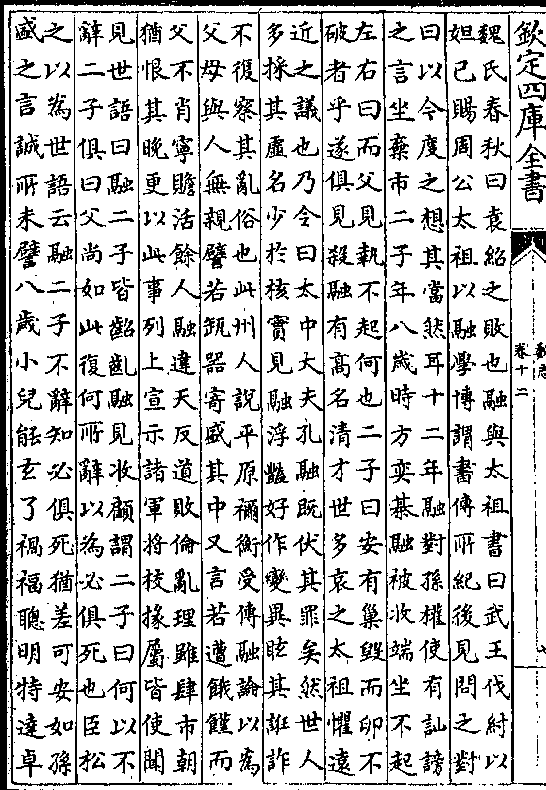 欽定四庫全書
魏志
卷十二
魏氏春秋曰袁紹之敗也融與太祖書曰武王伐紂以
妲己賜周公太祖以融學博謂書傳所紀後見問之對
曰以今度之想其當然耳十二年融對孫權使有訕謗
之言坐棄市二子年八歲時方奕棊融被收端坐不起
左右曰而父見執不起何也二子曰安有巢毀而卵不
破者乎遂俱見殺融有高名清才世多哀之太祖懼遠
近之議也乃令曰太中大夫孔融既伏其罪矣然世人
多採其虛名少於核實見融浮豔好作變異眩其誑詐
不復察其亂俗也此州人說平原禰衡受傳融論以為
父母與人無親譬若缻器寄盛其中又言若遭餓饉而
父不肖寧贍活餘人融違天反道敗倫亂理雖肆市朝
猶恨其晚更以此事列上宣示諸軍將校掾屬皆使聞
見世語曰融二子皆齠齔融見收顧謂二子曰何以不
辭二子俱曰父尚如此復何所辭以為必俱死也臣松
之以為世語云融二子不辭知必俱死猶差可安如孫
盛之言誠所未譬八歲小兒能玄了禍福聰明特達卓